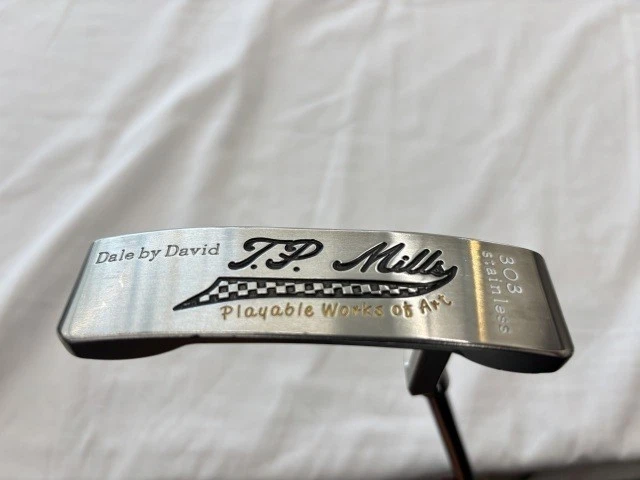 Dale by David
T.P. Mills
Playable Works of Art
303
stainless